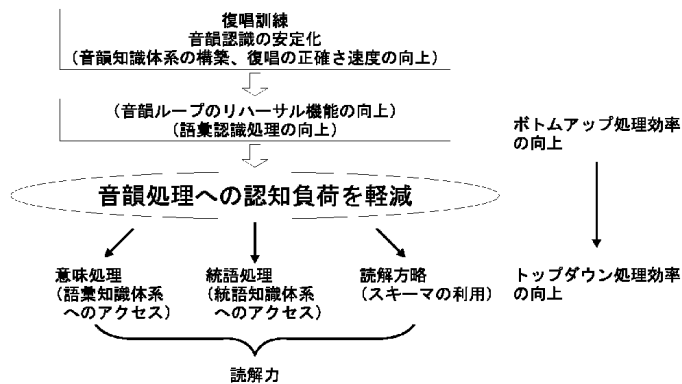 復唱訓練
音韻認識の安定化
（音韻知識体系の構築、復唱の正確さ速度の向上）
（音韻ループのリハーサル機能の向上）
（語彙認識処理の向上）
ボトムアップ処理効率
の向上
音韻処理への認知負荷を軽減
意味処理
（語彙知識体系
へのアクセス）
統語処理
（統語知識体系
へのアクセス）
読解方略
（スキーマの利用）
トップダウン処理効率
の向上
読解力